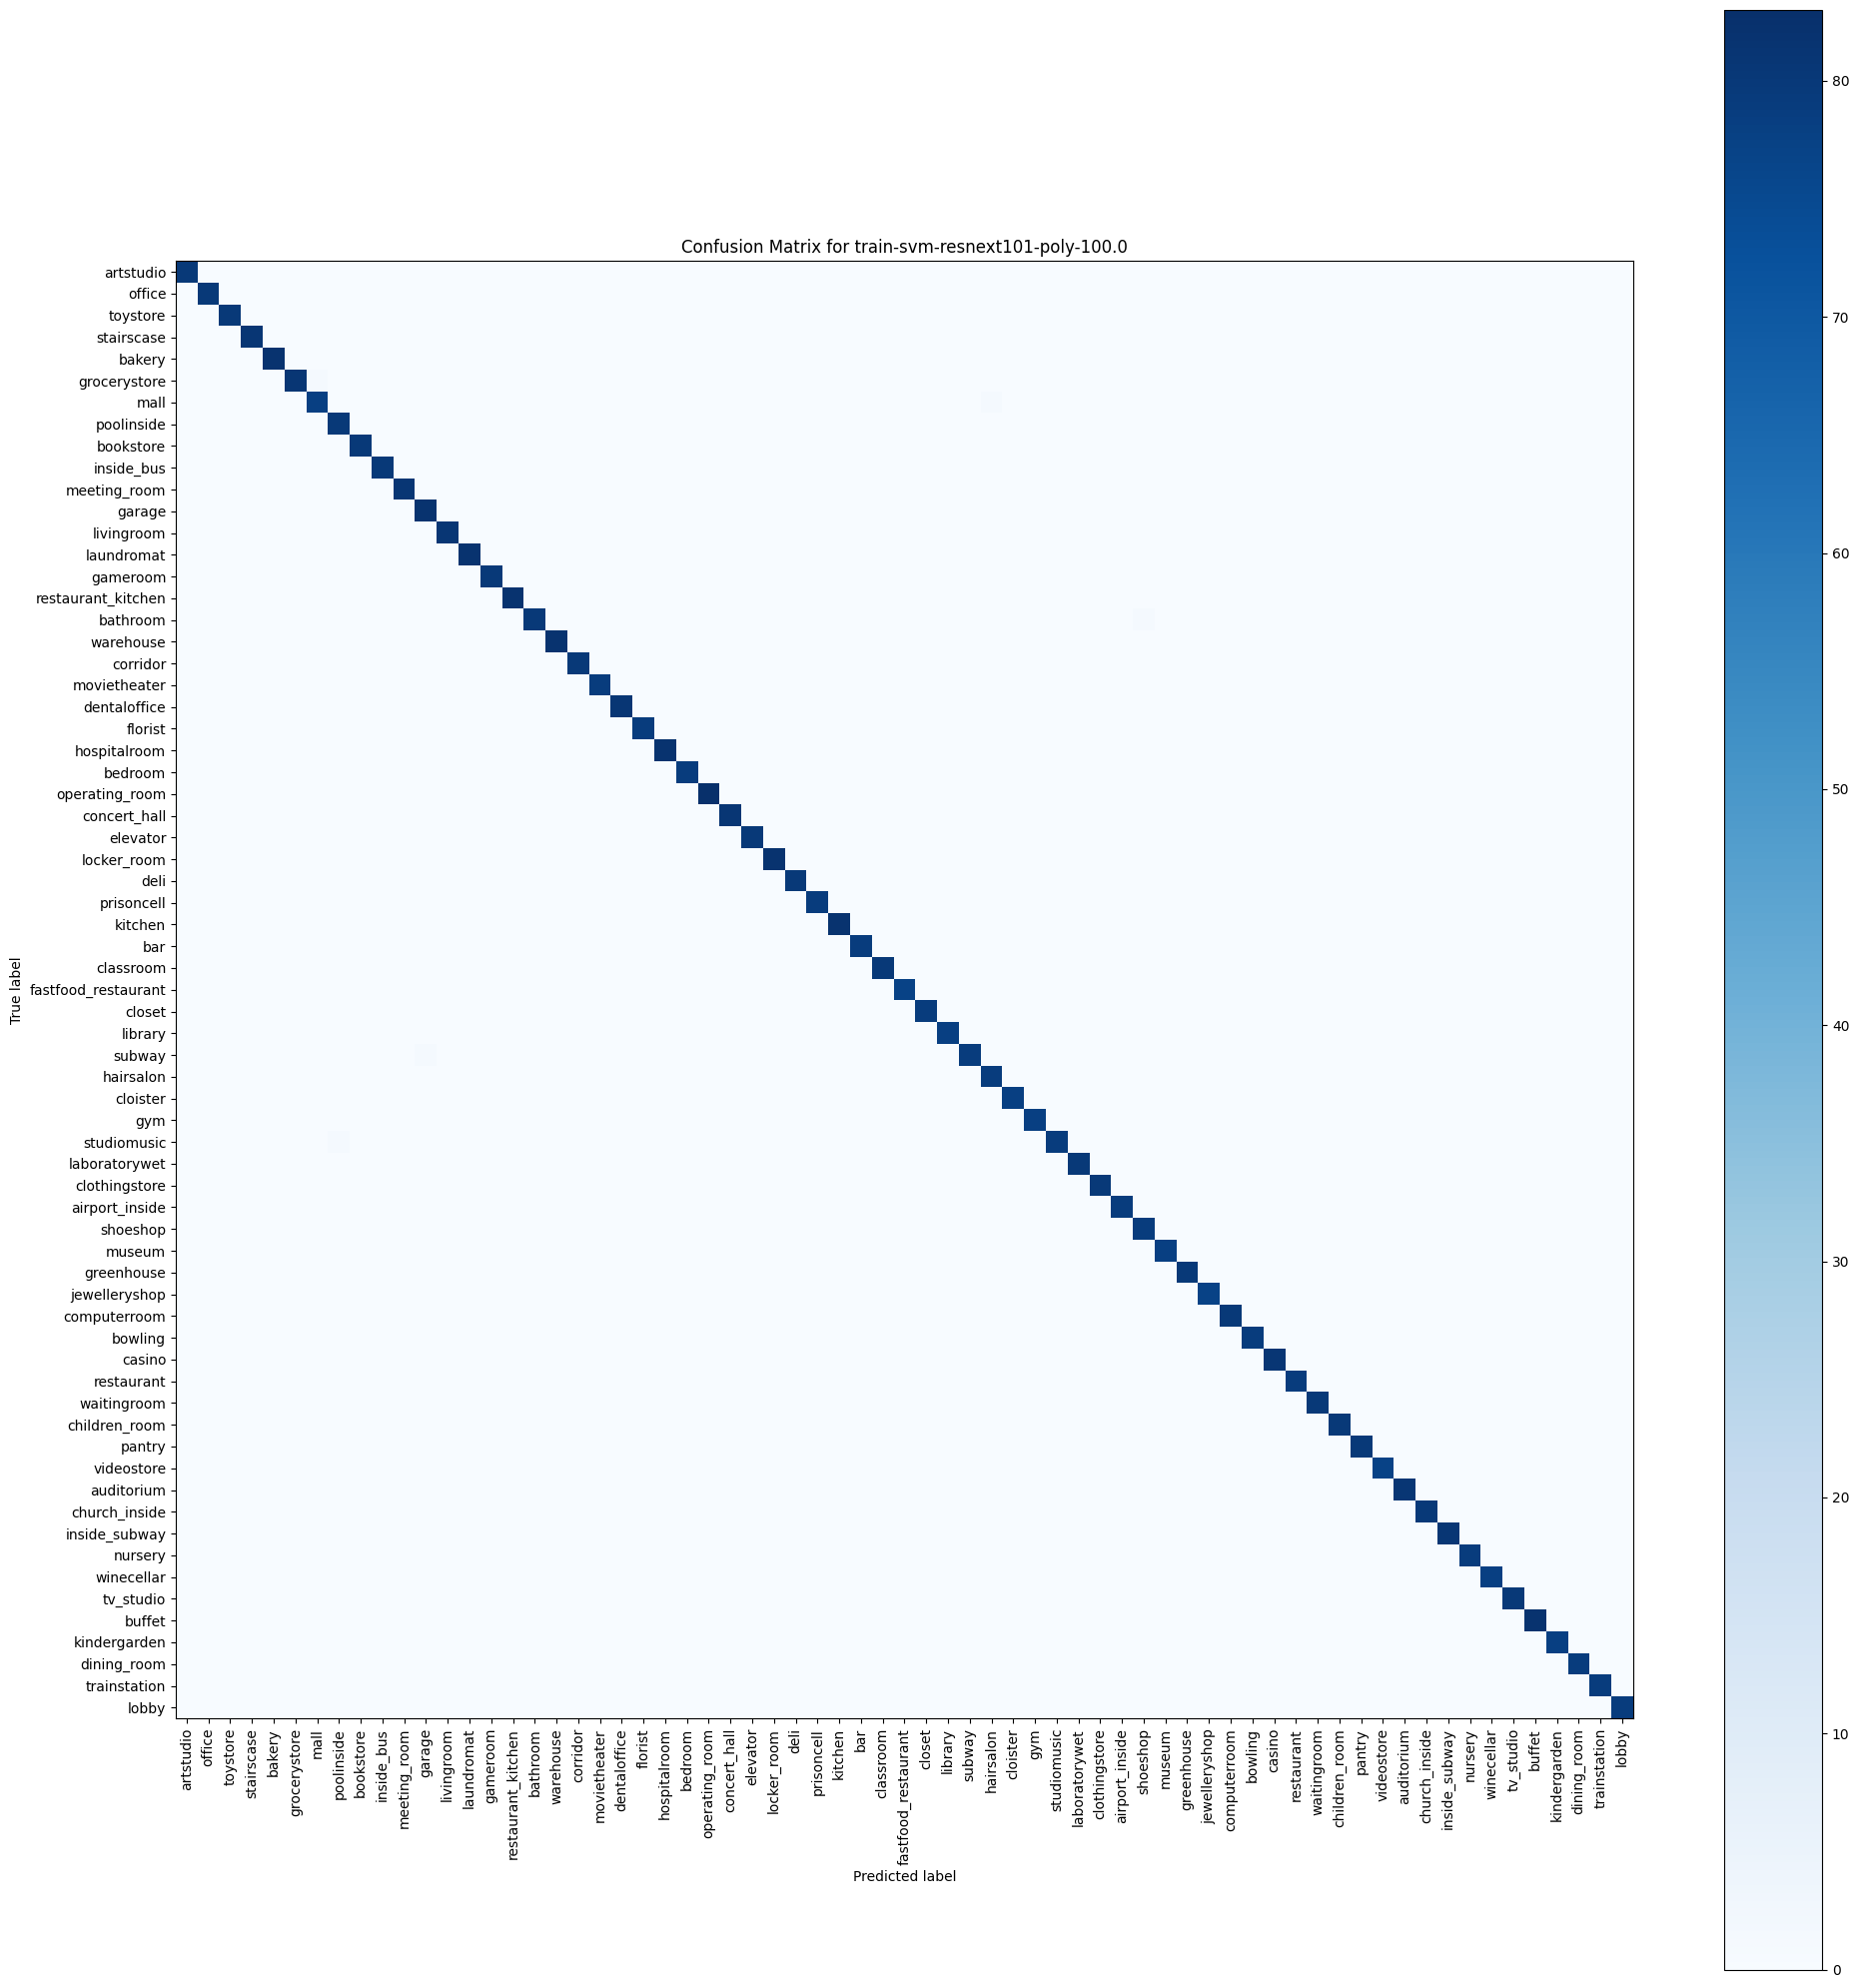 Confusion Matrix for train-svm-resnext101-poly-100.0
True label
artstudio
office
toystore
stairscase
bakery
grocerystore
mall
poolinside
bookstore
inside_bus
meeting_room
garage
livingroom
laundromat
gameroom
restaurant_kitchen
bathroom
warehouse
corridor
movietheater
dentaloffice
florist
hospitalroom
bedroom
operating_room
concert_hall
elevator
locker_room
deli
prisoncell
kitchen
bar
classroom
fastfood_restaurant
closet
library
subway
hairsalon
cloister
gym
studiomusic
laboratorywet
clothingstore
airport_inside
shoeshop
museum
greenhouse
jewelleryshop
computerroom
bowling
casino
restaurant
waitingroom
children_room
pantry
videostore
auditorium
church_inside
inside_subway
nursery
winecellar
tv_studio
buffet
kindergarden
dining_room
trainstation
lobby
artstudio
office
toystore
stairscase
bakery
grocerystore
mall
poolinside
bookstore
inside_bus
meeting_room
garage
livingroom
laundromat
gameroom
restaurant_kitchen
bathroom
warehouse
corridor
movietheater
dentaloffice
florist
hospitalroom
bedroom
operating_room
concert_hall
elevator
locker_room
deli
prisoncell
kitchen
bar
classroom
fastfood_restaurant
closet
library
subway
hairsalon
cloister
gym
studiomusic
laboratorywet
clothingstore
airport_inside
shoeshop
museum
greenhouse
jewelleryshop
computerroom
bowling
casino
restaurant
waitingroom
children_room
pantry
videostore
auditorium
church_inside
inside_subway
nursery
winecellar
tv_studio
buffet
kindergarden
dining_room
trainstation
lobby
Predicted label
80
70
60
50
40
30
20
10
0